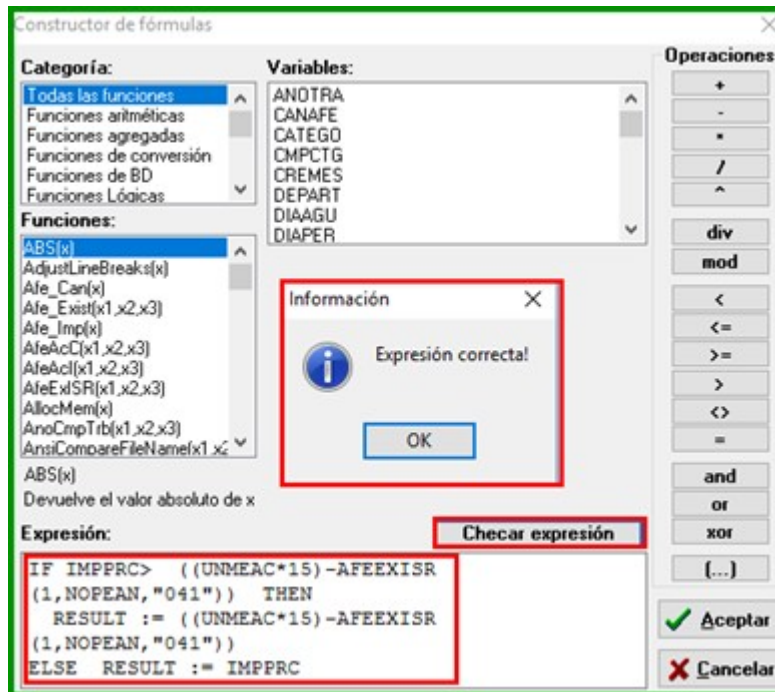 Constructor de fórmulas
Categoría:
Todas las funciones
Funciones aritméticas
Funciones agregadas
Funciones de conversión
Funciones de BD
Funciones Lógicas
Variables:
ANOTRA
CANAFE
CATEGO
CMPCTG
CREMES
DEPART
DIAAGU
DIAPER
Funciones:
ABS(x)
AdjustLineBreaks(x)
Afe_Can(x)
Afe_Exist(x1,x2,x3)
Afe_Imp(x)
AfeAcC(x1,x2,x3)
AfeAcI(x1,x2,x3)
AfeExISR(x1,x2,x3)
AllocMem(x)
AnoCmpTrb(x1,x2,x3)
AnsiCompareFileName(x1,x2
ABS(x)
Devuelve el valor absoluto de x
Información
Expresión correcta!
OK
Expresión:
Checar expresión
IF IMPPRC> ((UNMEAC*15)-AFEEXISR
(1,NOPEAN,"041")) THEN
RESULT := ((UNMEAC*15)-AFEEXISR
(1,NOPEAN,"041"))
ELSE RESULT := IMPPRC
Operaciones
+
-
*
/
^
div
mod
<
<=
>=
>
<>
=
and
or
xor
(...)
Aceptar
Cancelar